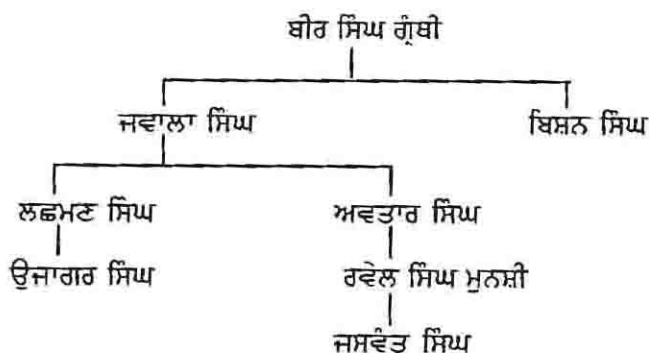 ਬੀਰ ਸਿੰਘ ਗ੍ਰੰਥੀ
ਜਵਾਲਾ ਸਿੰਘ ਬਿਸ਼ਨ ਸਿੰਘ
ਲਛਮਣ ਸਿੰਘ ਅਵਤਾਰ ਸਿੰਘ
ਉਜਾਗਰ ਸਿੰਘ ਰਵੇਲ ਸਿੰਘ ਮੁਨਸ਼ੀ
ਜਸਵੰਤ ਸਿੰਘ